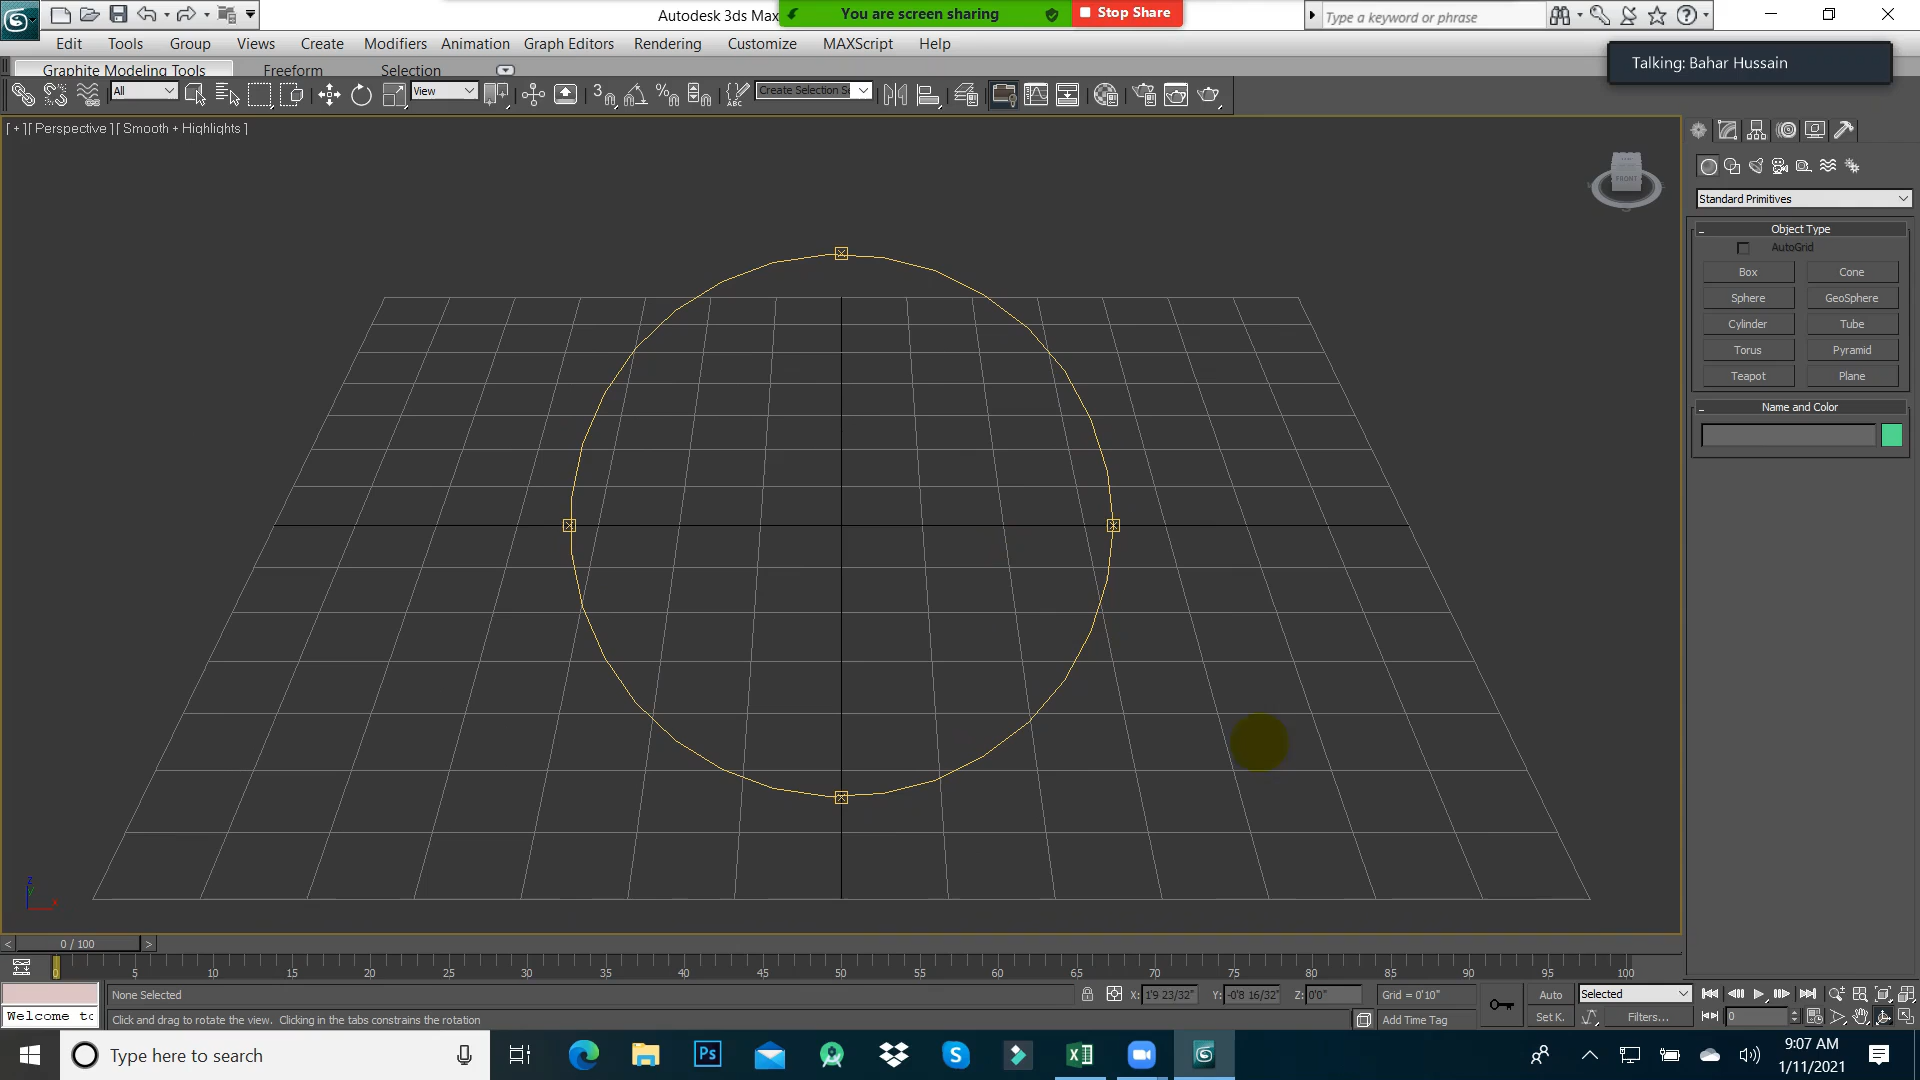 Autodesk 3ds Max
You are screen sharing
Stop Share
Type a keyword or phrase
Edit Tools Group Views Create Modifiers Animation Graph Editors Rendering Customize MAXScript Help
Talking: Bahar Hussain
Graphite Modeling Tools Freeform Selection
All
View
3
Create Selection Se
[ + ][ Perspective ][ Smooth + Highlights ]
FRONT
Standard Primitives
Object Type
AutoGrid
Box Cone
Sphere GeoSphere
Cylinder Tube
Torus Pyramid
Teapot Plane
Name and Color
z
y
x
< 0 / 100 >
0 5 10 15 20 25 30 35 40 45 50 55 60 65 70 75 80 85 90 95 100
None Selected
X: 1'9 23/32" Y: -0'8 16/32" Z: 0'0" Grid = 0'10"
Auto Selected
Welcome to
Click and drag to rotate the view. Clicking in the tabs constrains the rotation
Add Time Tag
Set K. Filters... 0
Type here to search
9:07 AM
1/11/2021